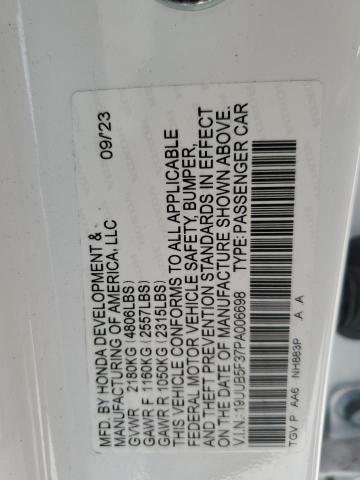 MFD. BY HONDA DEVELOPMENT &
MANUFACTURING OF AMERICA, LLC 09/23
GVWR 2180KG (4806LBS)
GAWR F 1160KG (2557LBS)
GAWR R 1050KG (2315LBS)
THIS VEHICLE CONFORMS TO ALL APPLICABLE
FEDERAL MOTOR VEHICLE SAFETY, BUMPER,
AND THEFT PREVENTION STANDARDS IN EFFECT
ON THE DATE OF MANUFACTURE SHOWN ABOVE.
V.I.N.: 19UUB5F37PA006698 TYPE: PASSENGER CAR
TGV P AA6 NH883P A A